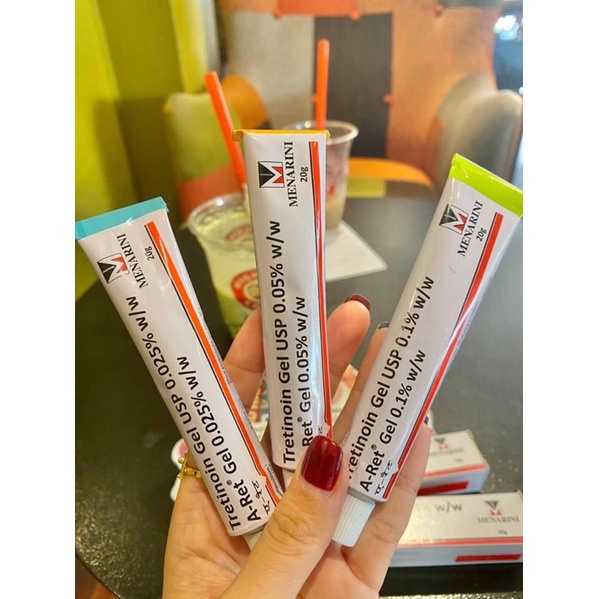 MENARINI
20g
Tretinoin Gel USP 0.025% w/w
A-Ret® Gel 0.025% w/w
MENARINI
20g
Tretinoin Gel USP 0.05% w/w
Ret® Gel 0.05% w/w
MENARINI
20g
Tretinoin Gel USP 0.1% w/w
A-Ret® Gel 0.1% w/w
ए-रेट
w/w
MENARINI
20g